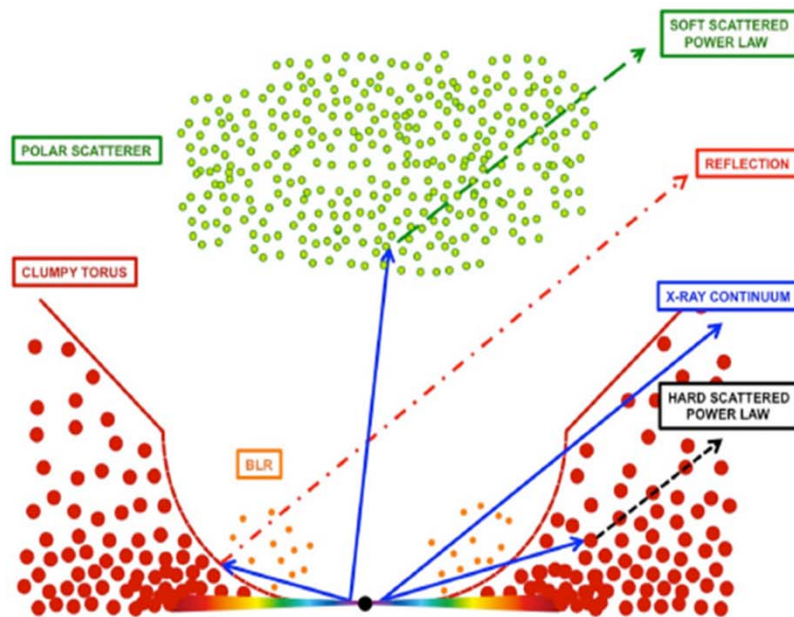 SOFT SCATTERED
POWER LAW
POLAR SCATTERER
REFLECTION
CLUMPY TORUS
X-RAY CONTINUUM
HARD SCATTERED
POWER LAW
BLR